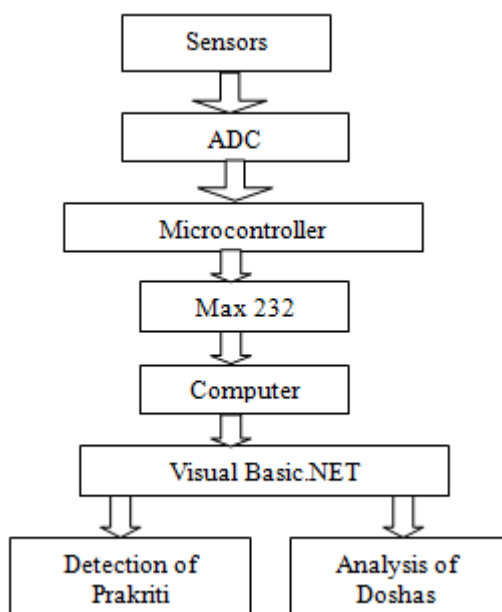 Sensors
ADC
Microcontroller
Max 232
Computer
Visual Basic.NET
Detection of
Prakriti
Analysis of
Doshas